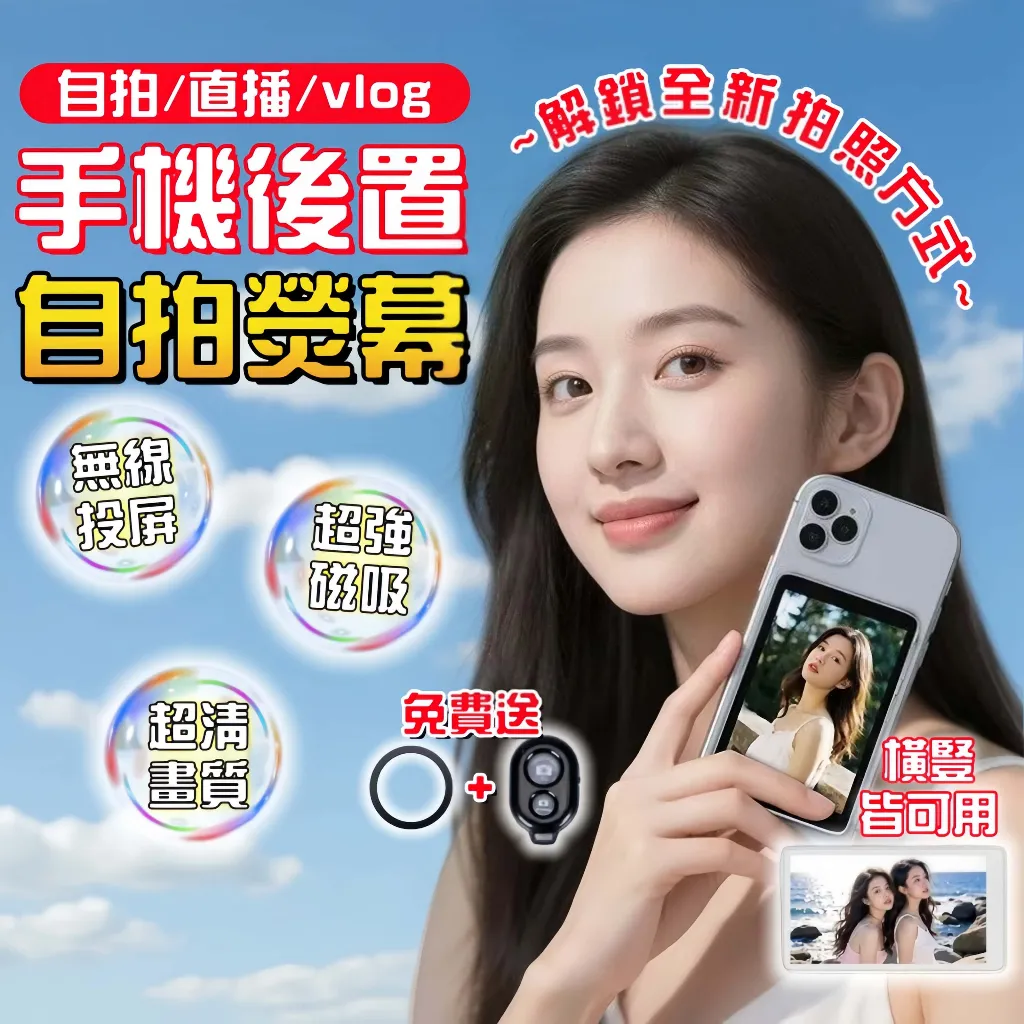 自拍/直播/vlog
~解鎖全新拍照方式~
手機後置
自拍熒幕
無線
投屏
超強
磁吸
超清
畫質
免費送
+
橫豎
皆可用